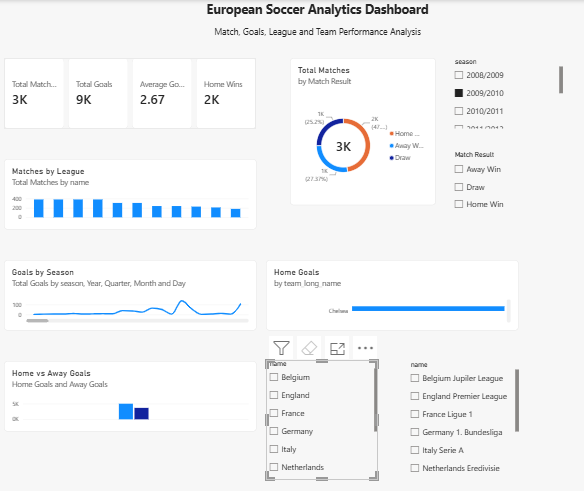 European Soccer Analytics Dashboard
Match, Goals, League and Team Performance Analysis
Total Match...
3K
Total Goals
9K
Average Go...
2.67
Home Wins
2K
Total Matches
by Match Result
1K
(25.2%)
2K
(47....)
3K
1K
(27.37%)
Home ...
Away W...
Draw
season
2008/2009
2009/2010
2010/2011
2011/2012
Match Result
Away Win
Draw
Home Win
Matches by League
Total Matches by name
400
200
0
Goals by Season
Total Goals by season, Year, Quarter, Month and Day
100
0
Home Goals
by team_long_name
Chelsea
Home vs Away Goals
Home Goals and Away Goals
5K
0K
name
Belgium
England
France
Germany
Italy
Netherlands
name
Belgium Jupiler League
England Premier League
France Ligue 1
Germany 1. Bundesliga
Italy Serie A
Netherlands Eredivisie